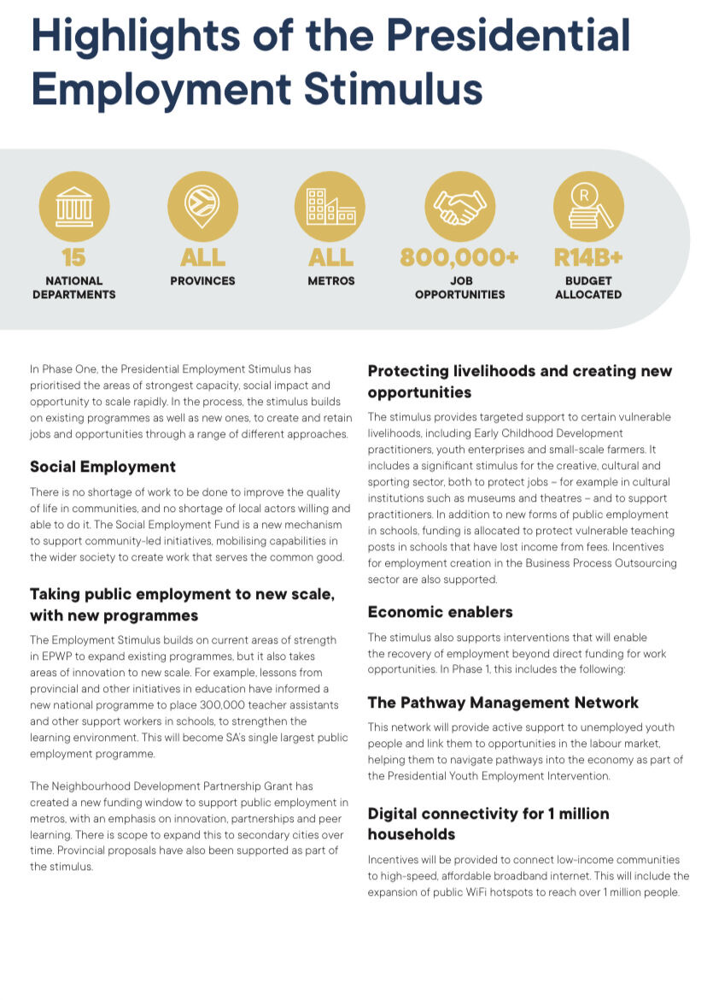 Highlights of the Presidential
Employment Stimulus
15
NATIONAL
DEPARTMENTS
ALL
PROVINCES
ALL
METROS
800,000+
JOB
OPPORTUNITIES
R
R14B+
BUDGET
ALLOCATED
In Phase One, the Presidential Employment Stimulus has
prioritised the areas of strongest capacity, social impact and
opportunity to scale rapidly. In the process, the stimulus builds
on existing programmes as well as new ones, to create and retain
jobs and opportunities through a range of different approaches.
Social Employment
There is no shortage of work to be done to improve the quality
of life in communities, and no shortage of local actors willing and
able to do it. The Social Employment Fund is a new mechanism
to support community-led initiatives, mobilising capabilities in
the wider society to create work that serves the common good.
Taking public employment to new scale,
with new programmes
The Employment Stimulus builds on current areas of strength
in EPWP to expand existing programmes, but it also takes
areas of innovation to new scale. For example, lessons from
provincial and other initiatives in education have informed a
new national programme to place 300,000 teacher assistants
and other support workers in schools, to strengthen the
learning environment. This will become SA's single largest public
employment programme.
The Neighbourhood Development Partnership Grant has
created a new funding window to support public employment in
metros, with an emphasis on innovation, partnerships and peer
learning. There is scope to expand this to secondary cities over
time. Provincial proposals have also been supported as part of
the stimulus.
Protecting livelihoods and creating new
opportunities
The stimulus provides targeted support to certain vulnerable
livelihoods, including Early Childhood Development
practitioners, youth enterprises and small-scale farmers. It
includes a significant stimulus for the creative, cultural and
sporting sector, both to protect jobs – for example in cultural
institutions such as museums and theatres – and to support
practitioners. In addition to new forms of public employment
in schools, funding is allocated to protect vulnerable teaching
posts in schools that have lost income from fees. Incentives
for employment creation in the Business Process Outsourcing
sector are also supported.
Economic enablers
The stimulus also supports interventions that will enable
the recovery of employment beyond direct funding for work
opportunities. In Phase 1, this includes the following:
The Pathway Management Network
This network will provide active support to unemployed youth
people and link them to opportunities in the labour market,
helping them to navigate pathways into the economy as part of
the Presidential Youth Employment Intervention.
Digital connectivity for 1 million
households
Incentives will be provided to connect low-income communities
to high-speed, affordable broadband internet. This will include the
expansion of public WiFi hotspots to reach over 1 million people.